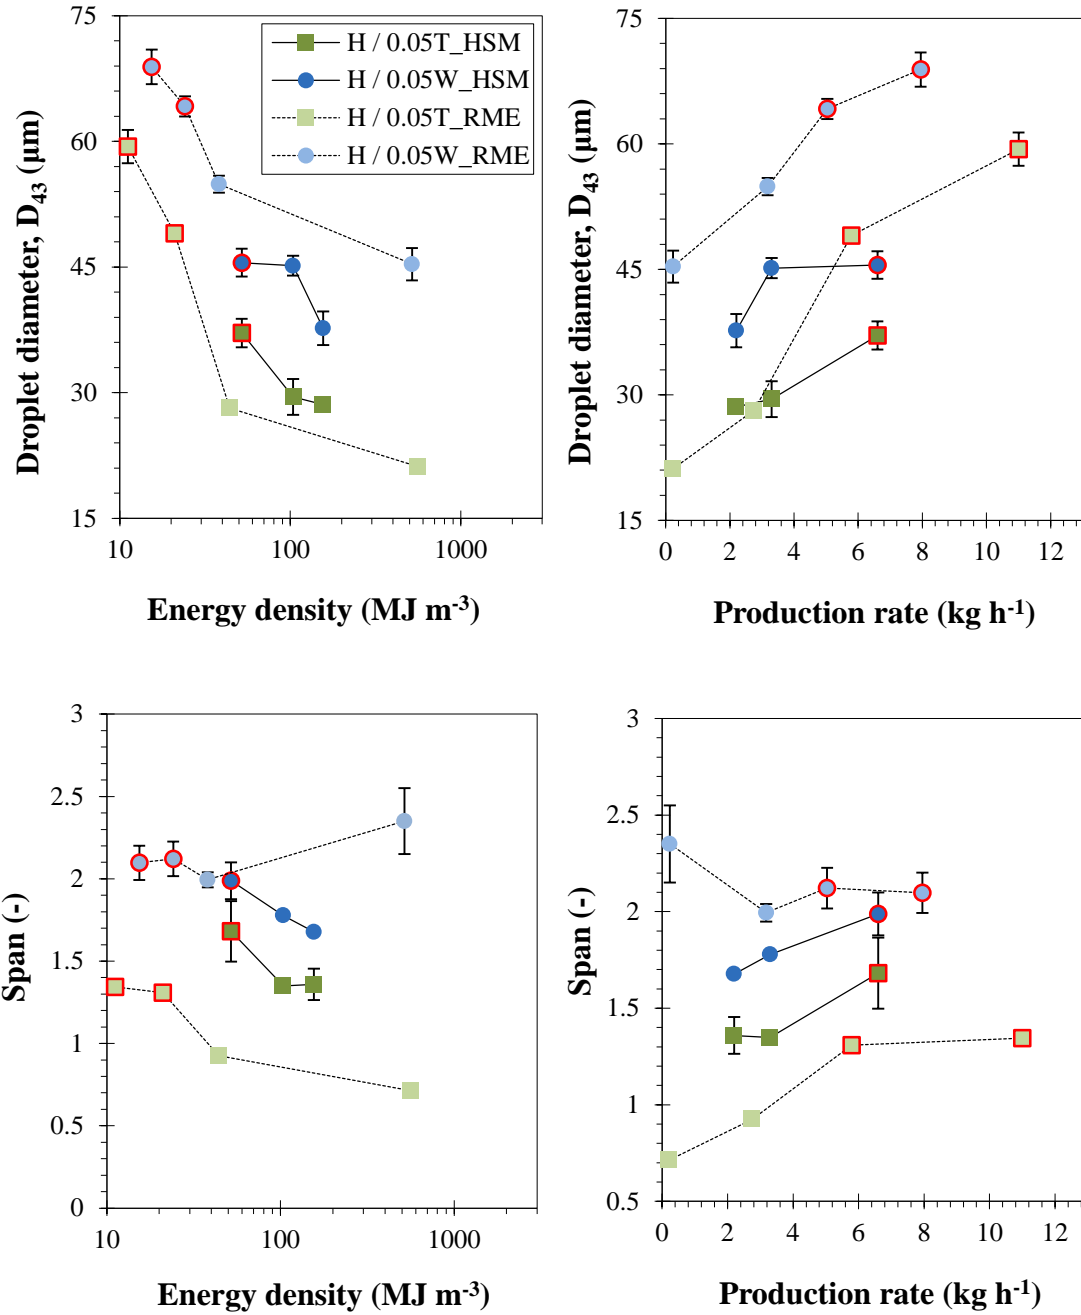 75
60
45
30
15
10
100
1000
Droplet diameter, D43 (μm)
Energy density (MJ m-3)
H / 0.05T_HSM
H / 0.05W_HSM
H / 0.05T_RME
H / 0.05W_RME
75
60
45
30
15
0 2 4 6 8 10 12
Droplet diameter, D43 (μm)
Production rate (kg h-1)
3
2.5
2
1.5
1
0.5
0
10 100 1000
Span (-)
Energy density (MJ m-3)
3
2.5
2
1.5
1
0.5
0 2 4 6 8 10 12
Span (-)
Production rate (kg h-1)